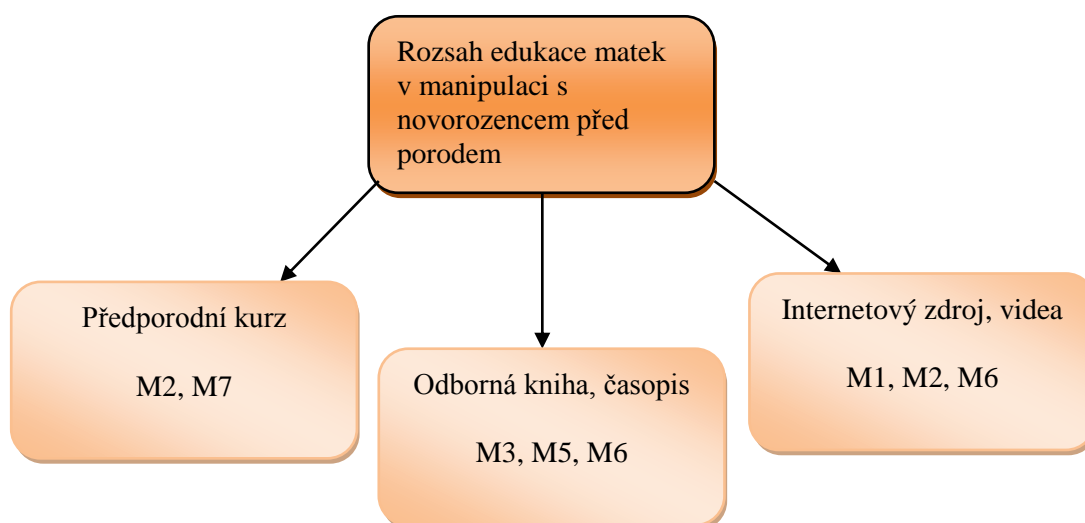 Rozsah edukace matek
v manipulaci s
novorozencem před
porodem
Předporodní kurz
M2, M7
Odborná kniha, časopis
M3, M5, M6
Internetový zdroj, videa
M1, M2, M6